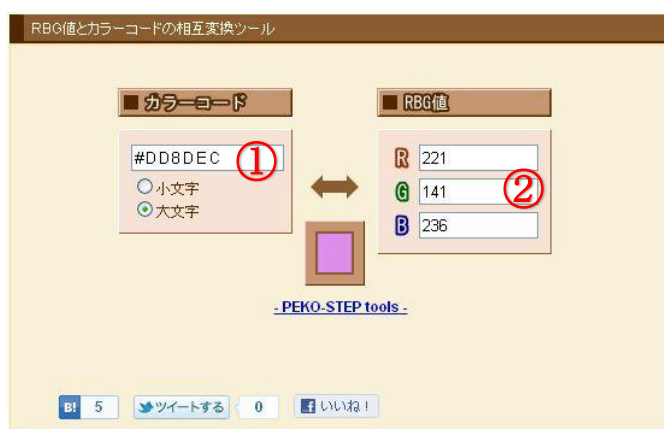 RBG値とカラーコードの相互変換ツール
■ カラーコード
■ RBG値
#DD8DEC ①
小文字
大文字
R 221
G 141 ②
B 236
- PEKO-STEP tools -
B! 5 ツイートする 0 いいね！